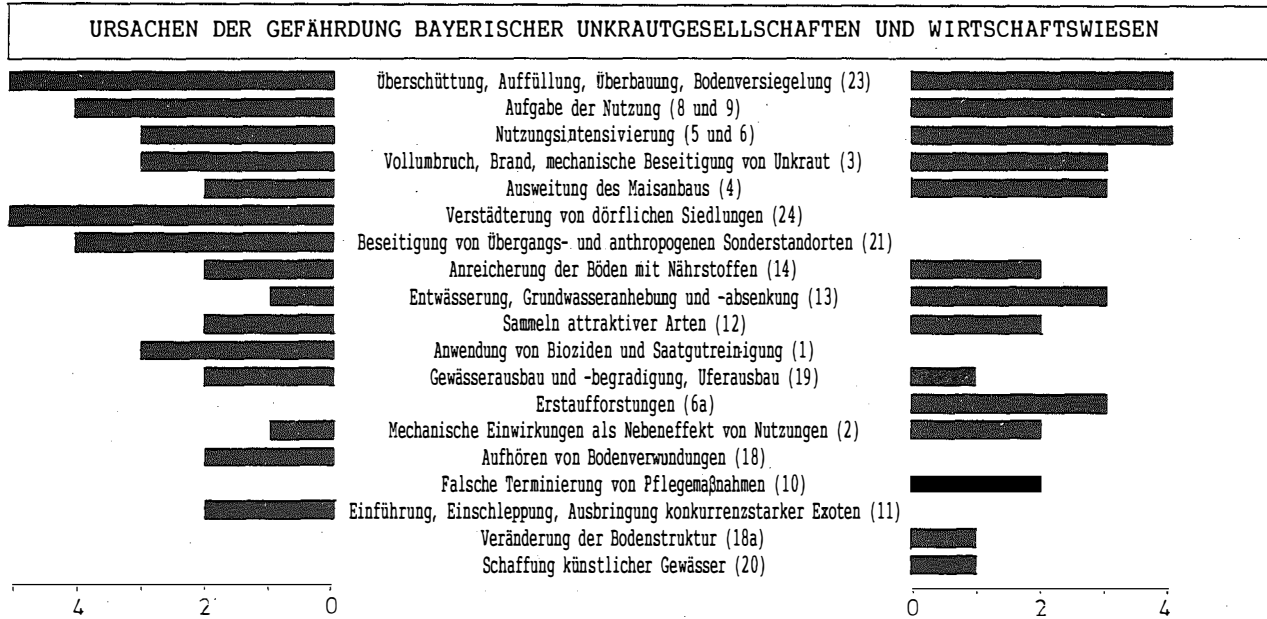 URSACHEN DER GEFÄHRDUNG BAYERISCHER UNKRAUTGESELLSCHAFTEN UND WIRTSCHAFTSWIESEN
Überschüttung, Auffüllung, Überbauung, Bodenversiegelung (23)
Aufgabe der Nutzung (8 und 9)
Nutzungsintensivierung (5 und 6)
Vollumbruch, Brand, mechanische Beseitigung von Unkraut (3)
Ausweitung des Maisanbaus (4)
Verstädterung von dörflichen Siedlungen (24)
Beseitigung von Übergangs- und anthropogenen Sonderstandorten (21)
Anreicherung der Böden mit Nährstoffen (14)
Entwässerung, Grundwasseranhebung und -absenkung (13)
Sammeln attraktiver Arten (12)
Anwendung von Bioziden und Saatgutreinigung (1)
Gewässerausbau und -begradigung, Uferausbau (19)
Erstaufforstungen (6a)
Mechanische Einwirkungen als Nebeneffekt von Nutzungen (2)
Aufhören von Bodenverwundungen (18)
Falsche Terminierung von Pflegemaßnahmen (10)
Einführung, Einschleppung, Ausbringung konkurrenzstarker Exoten (11)
Veränderung der Bodenstruktur (18a)
Schaffung künstlicher Gewässer (20)
4 2 0 0 2 4